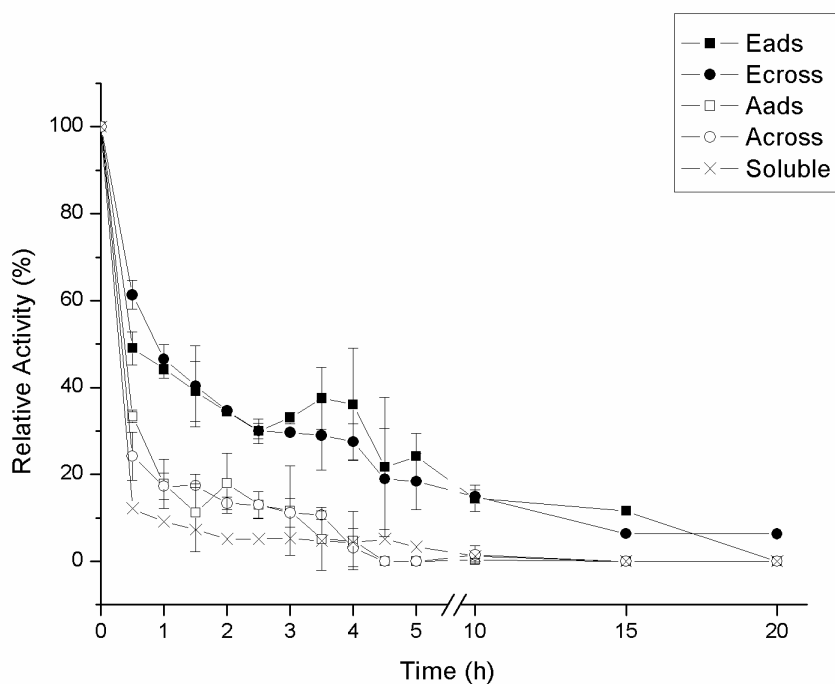 Eads
Ecross
Aads
Across
Soluble
100
80
60
40
20
0
Relative Activity (%)
0 1 2 3 4 5 10 15 20
Time (h)